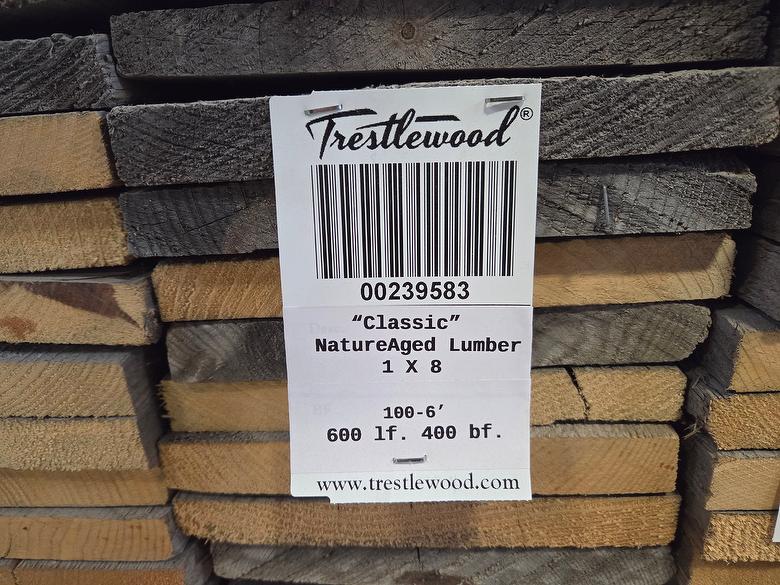 Trestlewood®
00239583
“Classic”
NatureAged Lumber
1 X 8
100-6’
600 lf. 400 bf.
www.trestlewood.com